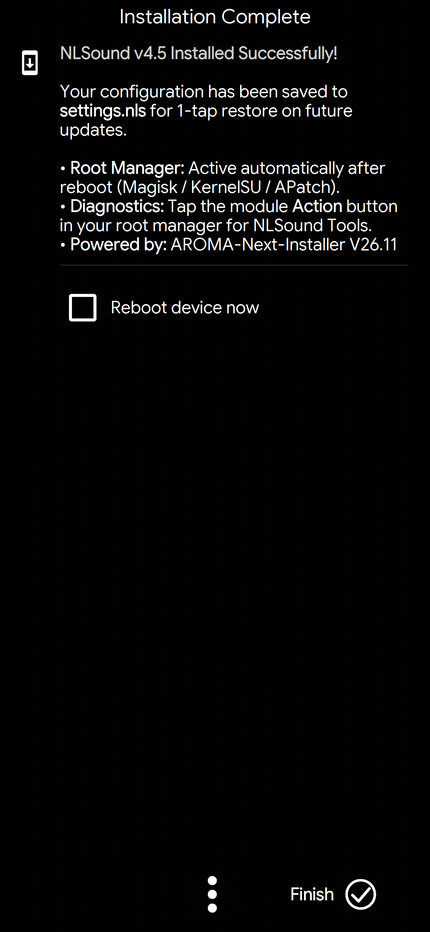 Installation Complete
NLSound v4.5 Installed Successfully!
Your configuration has been saved to
settings.nls for 1-tap restore on future
updates.
• Root Manager: Active automatically after
reboot (Magisk / KernelSU / APatch).
• Diagnostics: Tap the module Action button
in your root manager for NLSound Tools.
• Powered by: AROMA-Next-Installer V26.11
Reboot device now
Finish